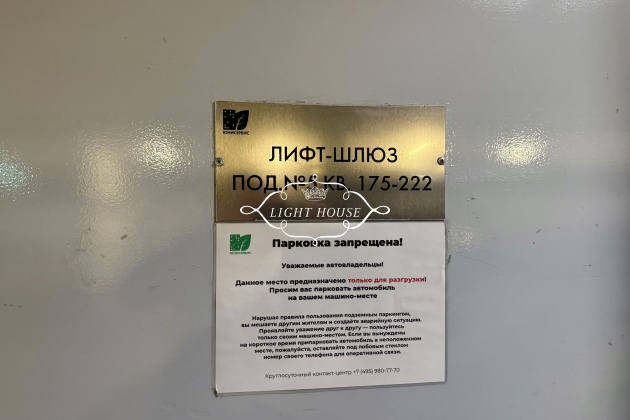 ЮНИСЕРВИС
ЛИФТ-ШЛЮЗ
ПОД.№ КВ. 175-222
LIGHT HOUSE
ЮНИСЕРВИС
Парковка запрещена!
Уважаемые автовладельцы!
Данное место предназначено только для разгрузки!
Просим вас парковать автомобиль
на вашем машино-месте
Нарушая правила пользования подземным паркингом,
вы мешаете другим жителям и создаёте аварийную ситуацию.
Проявляйте уважение друг к другу — пользуйтесь
только своим машино-местом. Если вы вынуждены
на короткое время припарковать автомобиль в неположенном
месте, пожалуйста, оставляйте под лобовым стеклом
номер своего телефона для оперативной связи.
Круглосуточный контакт-центр +7 (495) 980-77-70